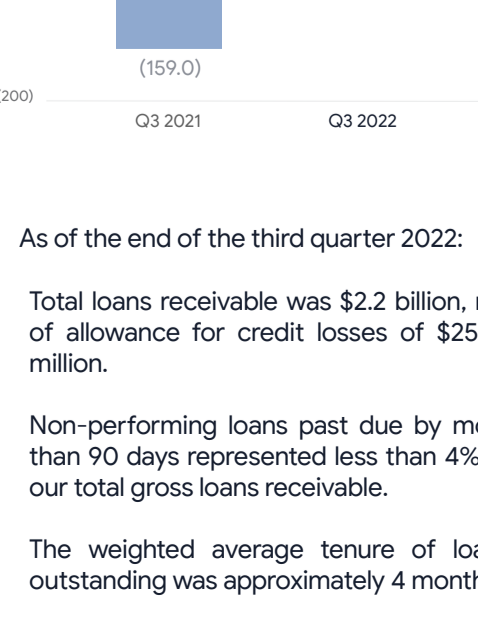 (159.0)
(200)
Q3 2021 Q3 2022
As of the end of the third quarter 2022:
Total loans receivable was $2.2 billion,
of allowance for credit losses of
million.
Non-performing loans past due by
than 90 days represented less than 4%
our total gross loans receivable.
The weighted average tenure of
outstanding was approximately 4